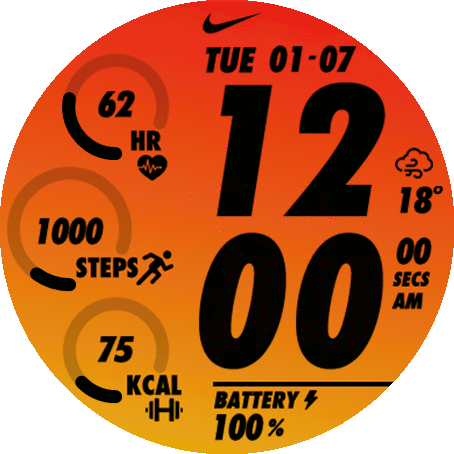 TUE 01-07
62
HR
12
18°
1000
STEPS
00
00
SECS
AM
75
KCAL
BATTERY
100%